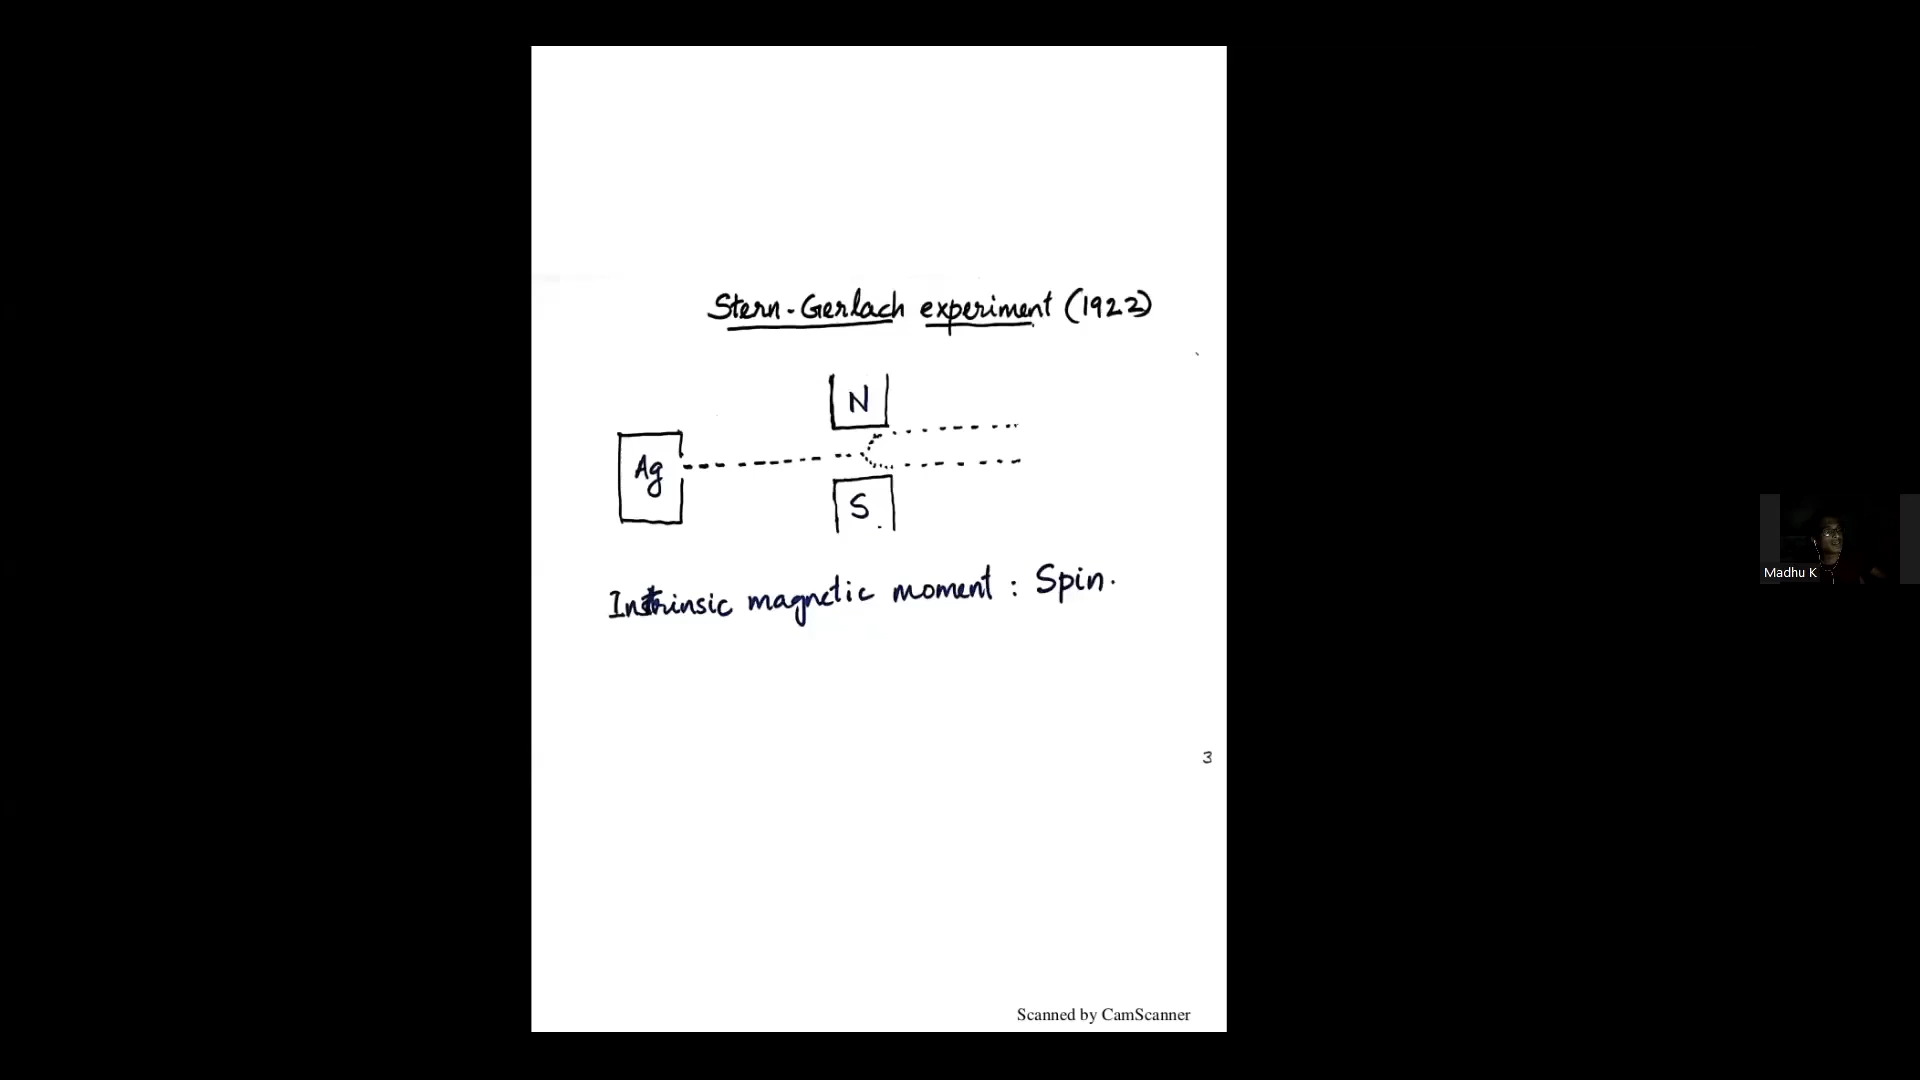 Stern-Gerlach experiment (1922)
N
Ag
S
Intrinsic magnetic moment : Spin.
Madhu K
3
Scanned by CamScanner